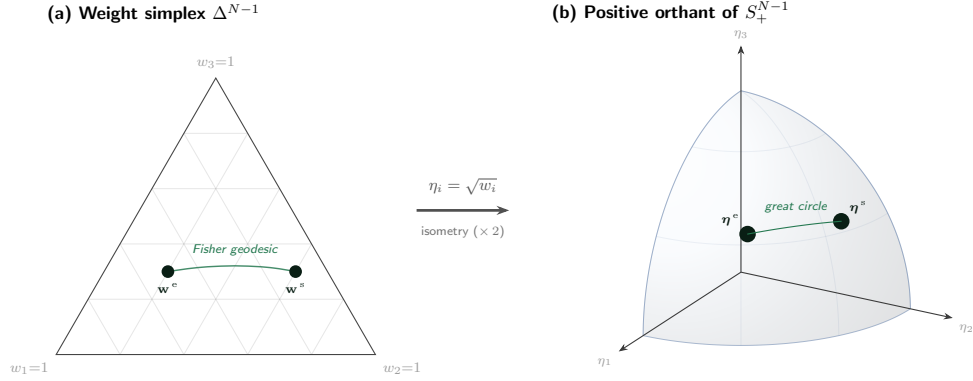 (a) Weight simplex Δ^{N−1}
w₃=1
Fisher geodesic
w^e
w^s
w₁=1
w₂=1
η_i = √w_i
isometry (× 2)
(b) Positive orthant of S₊^{N−1}
η₃
great circle
η^e
η^s
η₁
η₂